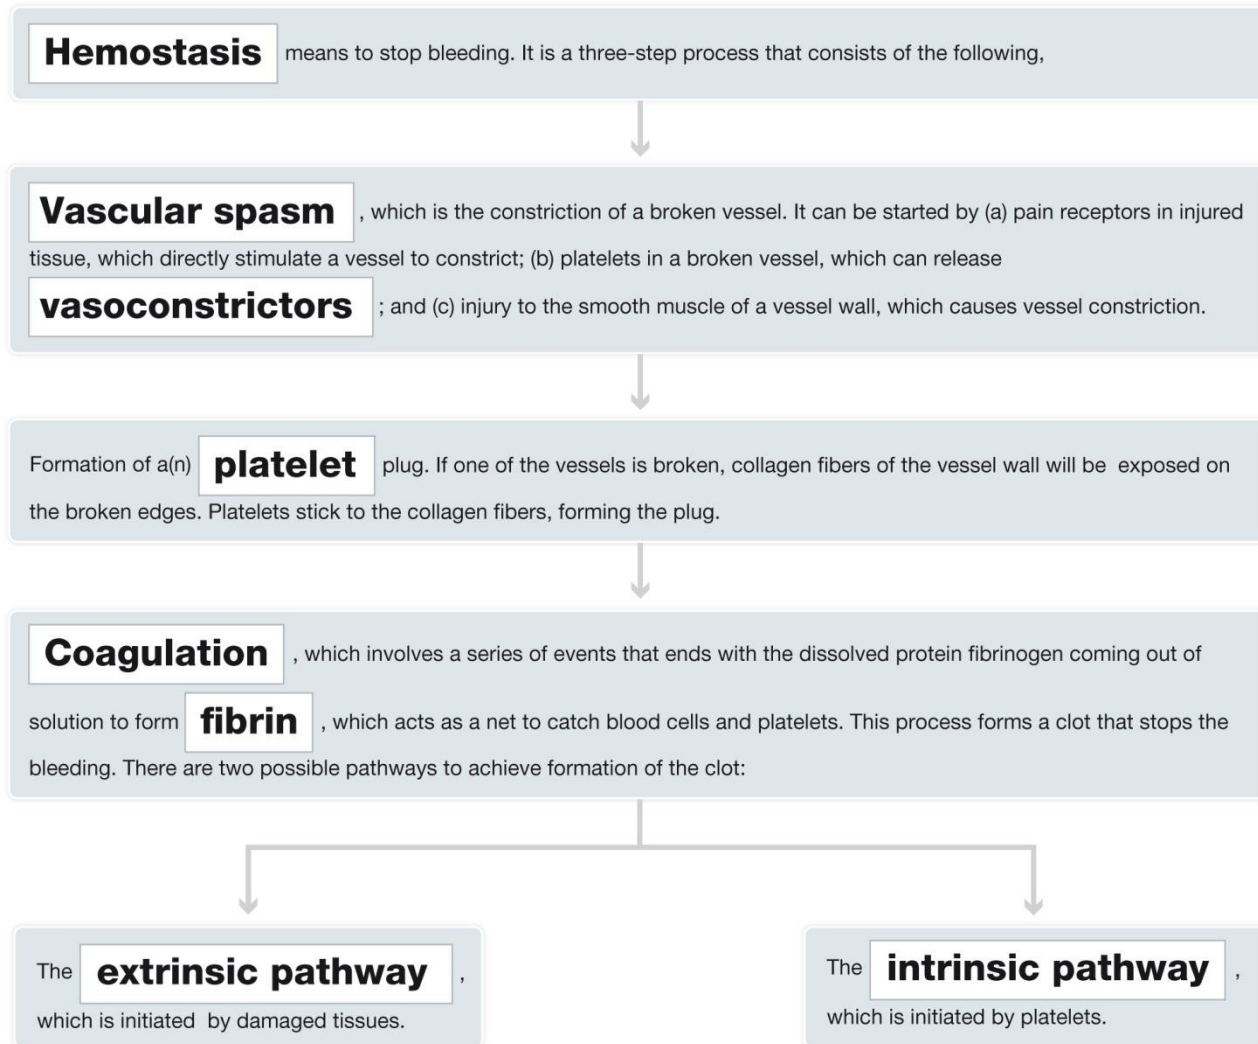 Hemostasis means to stop bleeding. It is a three-step process that consists of the following,
Vascular spasm , which is the constriction of a broken vessel. It can be started by (a) pain receptors in injured
tissue, which directly stimulate a vessel to constrict; (b) platelets in a broken vessel, which can release
vasoconstrictors ; and (c) injury to the smooth muscle of a vessel wall, which causes vessel constriction.
Formation of a(n) platelet plug. If one of the vessels is broken, collagen fibers of the vessel wall will be exposed on
the broken edges. Platelets stick to the collagen fibers, forming the plug.
Coagulation , which involves a series of events that ends with the dissolved protein fibrinogen coming out of
solution to form fibrin , which acts as a net to catch blood cells and platelets. This process forms a clot that stops the
bleeding. There are two possible pathways to achieve formation of the clot:
The extrinsic pathway ,
which is initiated by damaged tissues.
The intrinsic pathway ,
which is initiated by platelets.